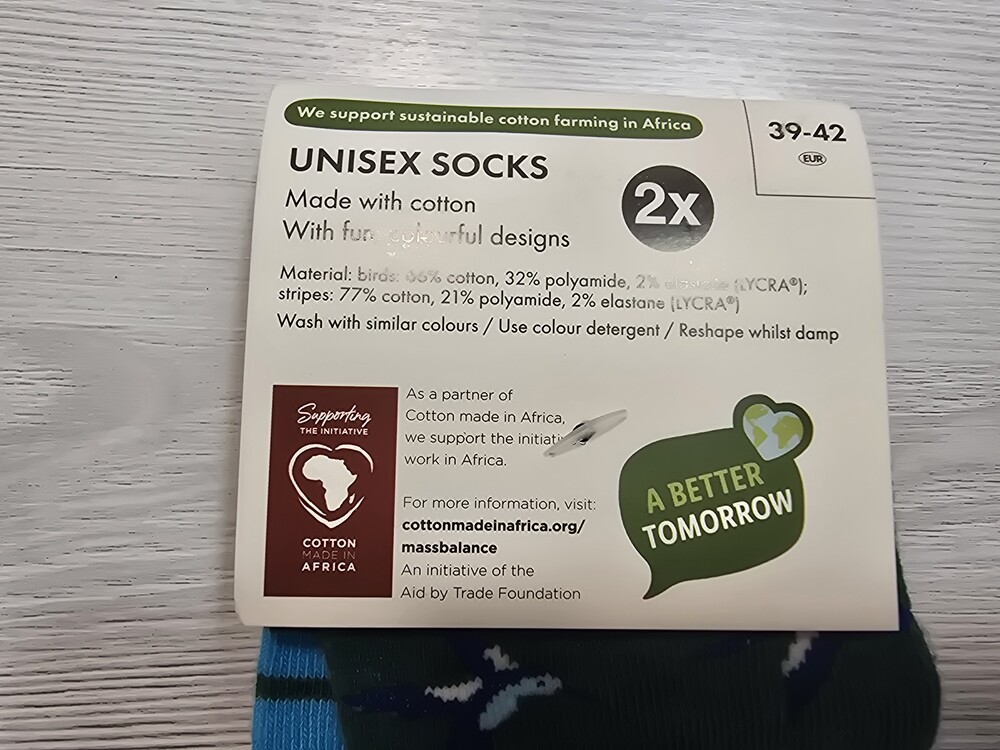 We support sustainable cotton farming in Africa
39-42
EUR
UNISEX SOCKS
2x
Made with cotton
With fun, colourful designs
Material: birds: 66% cotton, 32% polyamide, 2% elastane (LYCRA®);
stripes: 77% cotton, 21% polyamide, 2% elastane (LYCRA®)
Wash with similar colours / Use colour detergent / Reshape whilst damp
Supporting
THE INITIATIVE
COTTON
MADE IN
AFRICA
As a partner of
Cotton made in Africa,
we support the
work in Africa.
For more information, visit:
cottonmadeinafrica.org/
massbalance
An initiative of the
Aid by Trade Foundation
A BETTER
TOMORROW